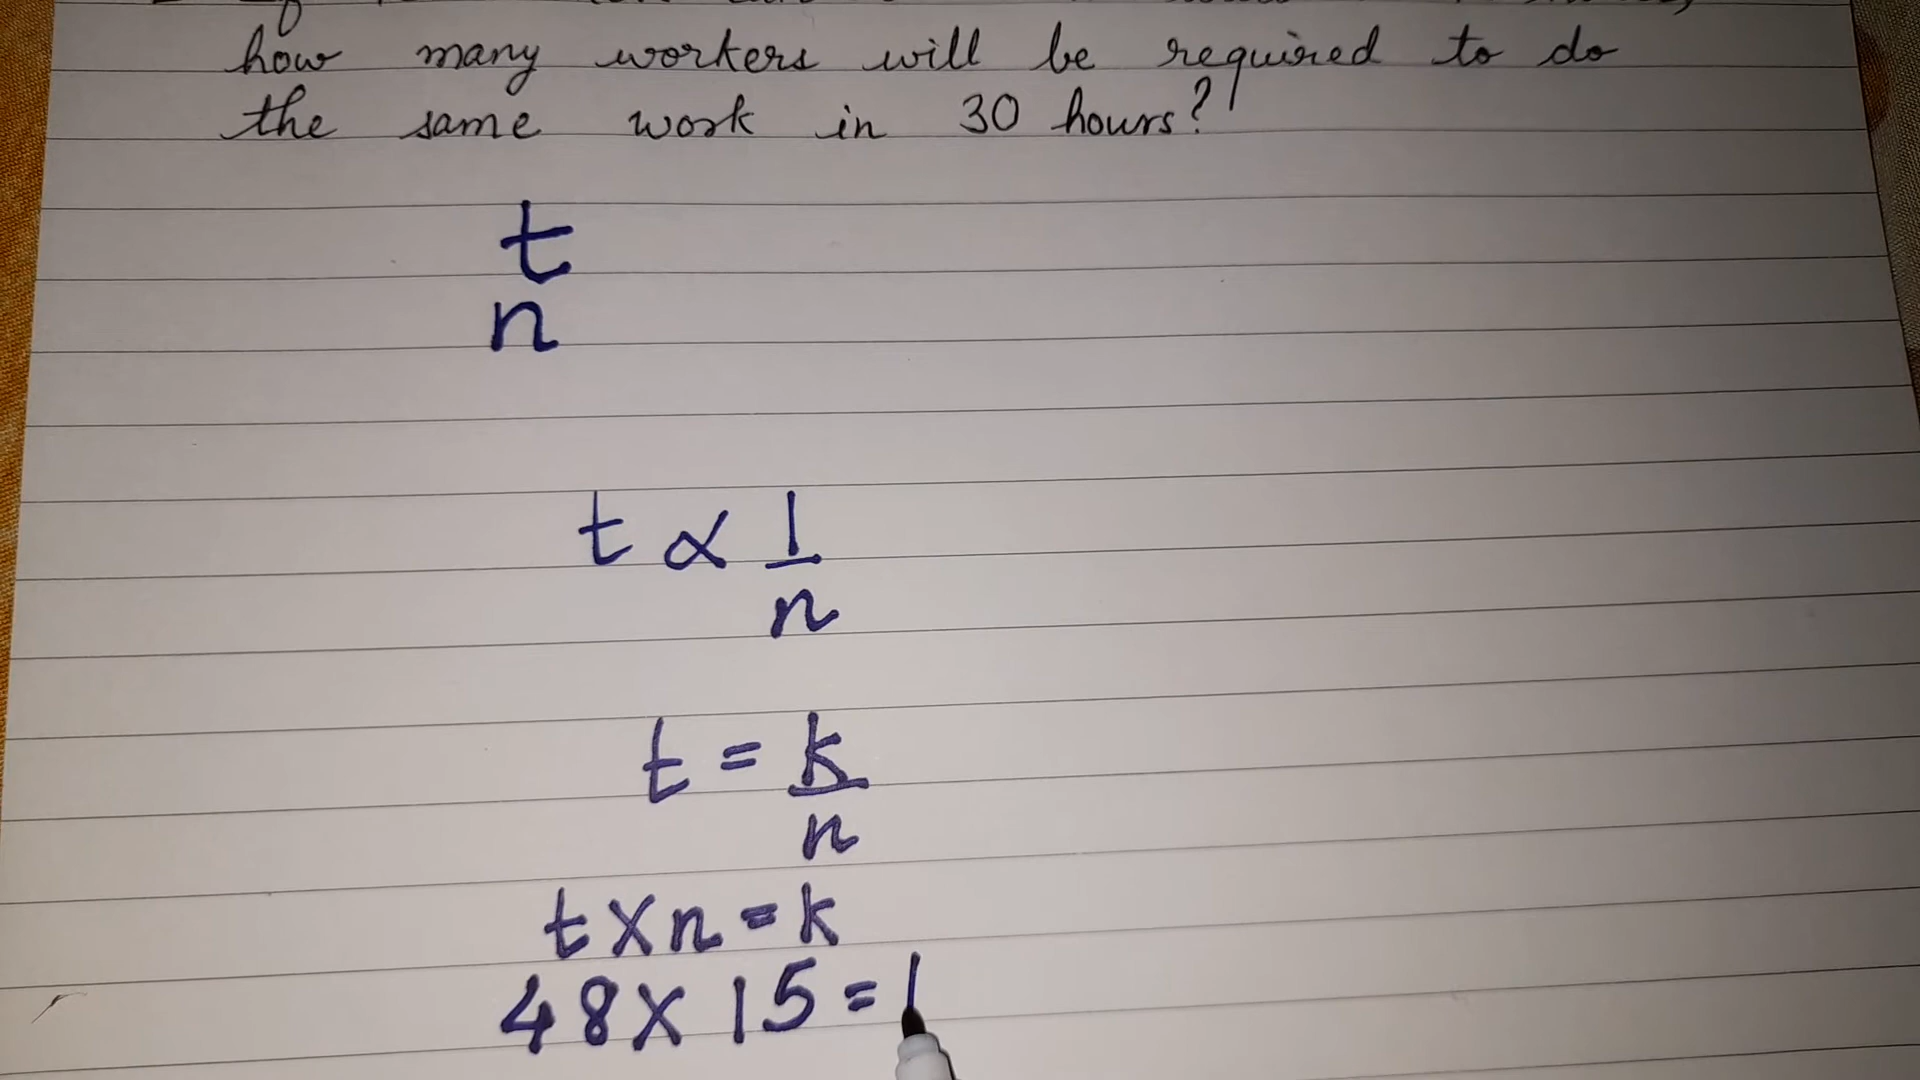 how many workers will be required to do
the same work in 30 hours?
t
n
t ∝ 1/n
t = k/n
t x n = k
48 x 15 =